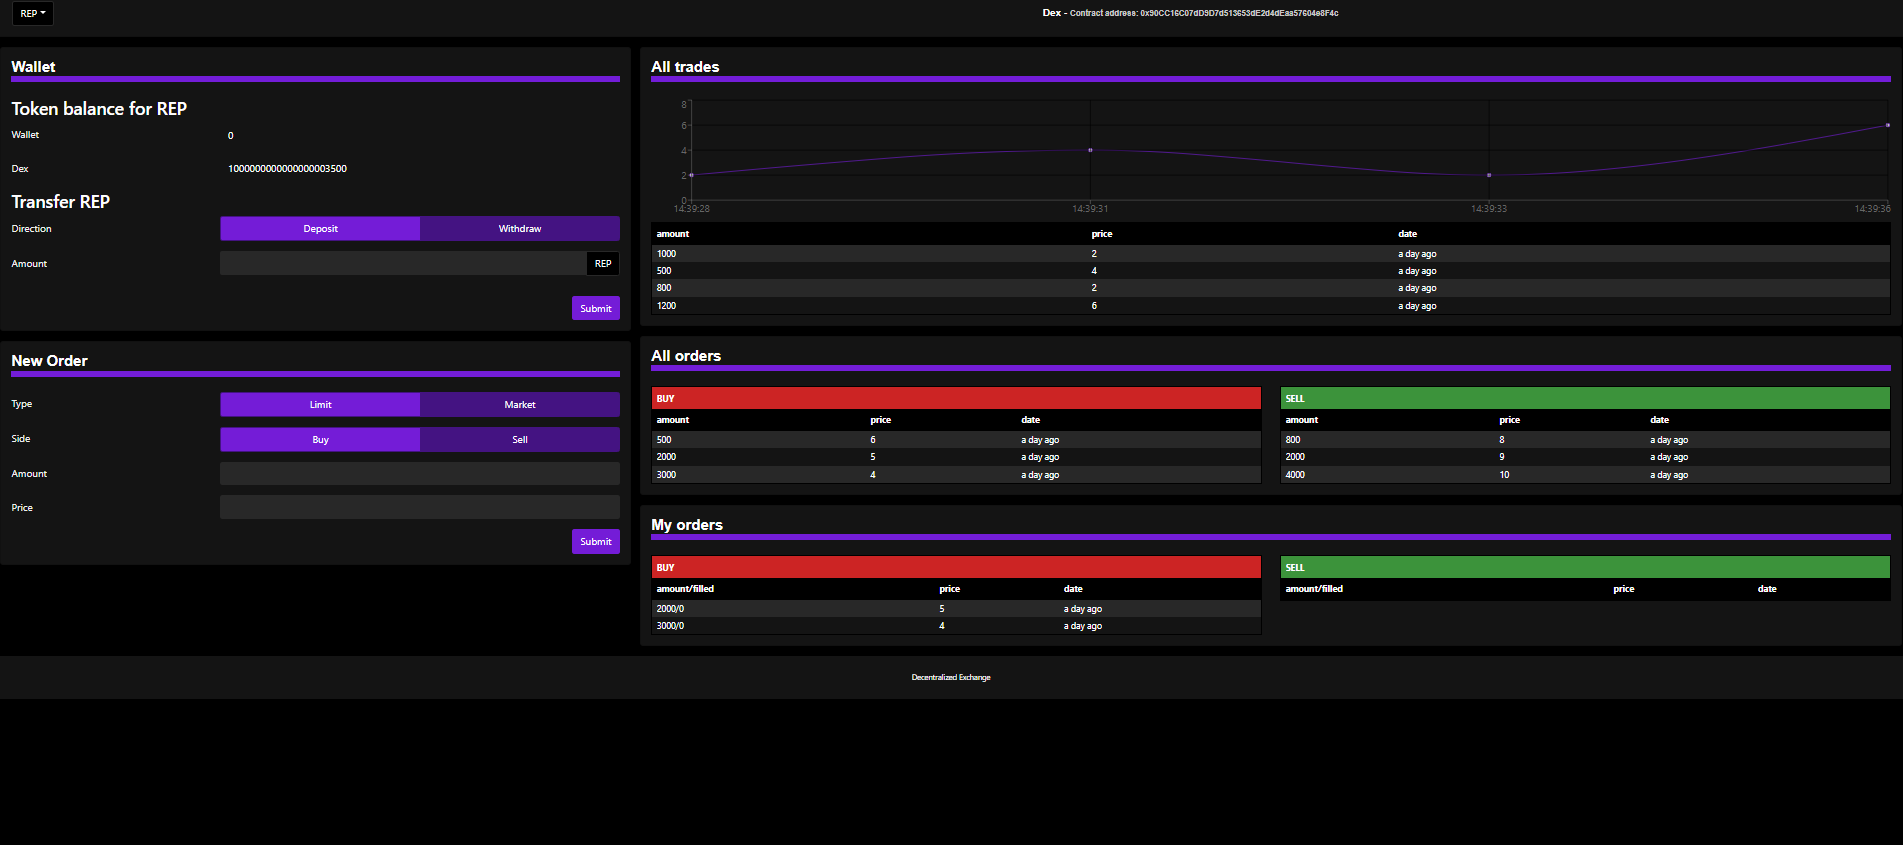 REP
Dex - Contract address: 0x90CC16C07dD9D7d513653dE2d4dEaa57604e8F4c
Wallet
Token balance for REP
Wallet 0
Dex 1000000000000000003500
Transfer REP
Direction Deposit Withdraw
Amount REP
Submit
New Order
Type Limit Market
Side Buy Sell
Amount
Price
Submit
All trades
8
6
4
2
0
14:39:28 14:39:31 14:39:33 14:39:36
amount price date
1000 2 a day ago
500 4 a day ago
800 2 a day ago
1200 6 a day ago
All orders
BUY
amount price date
500 6 a day ago
2000 5 a day ago
3000 4 a day ago
SELL
amount price date
800 8 a day ago
2000 9 a day ago
4000 10 a day ago
My orders
BUY
amount/filled price date
2000/0 5 a day ago
3000/0 4 a day ago
SELL
amount/filled price date
Decentralized Exchange